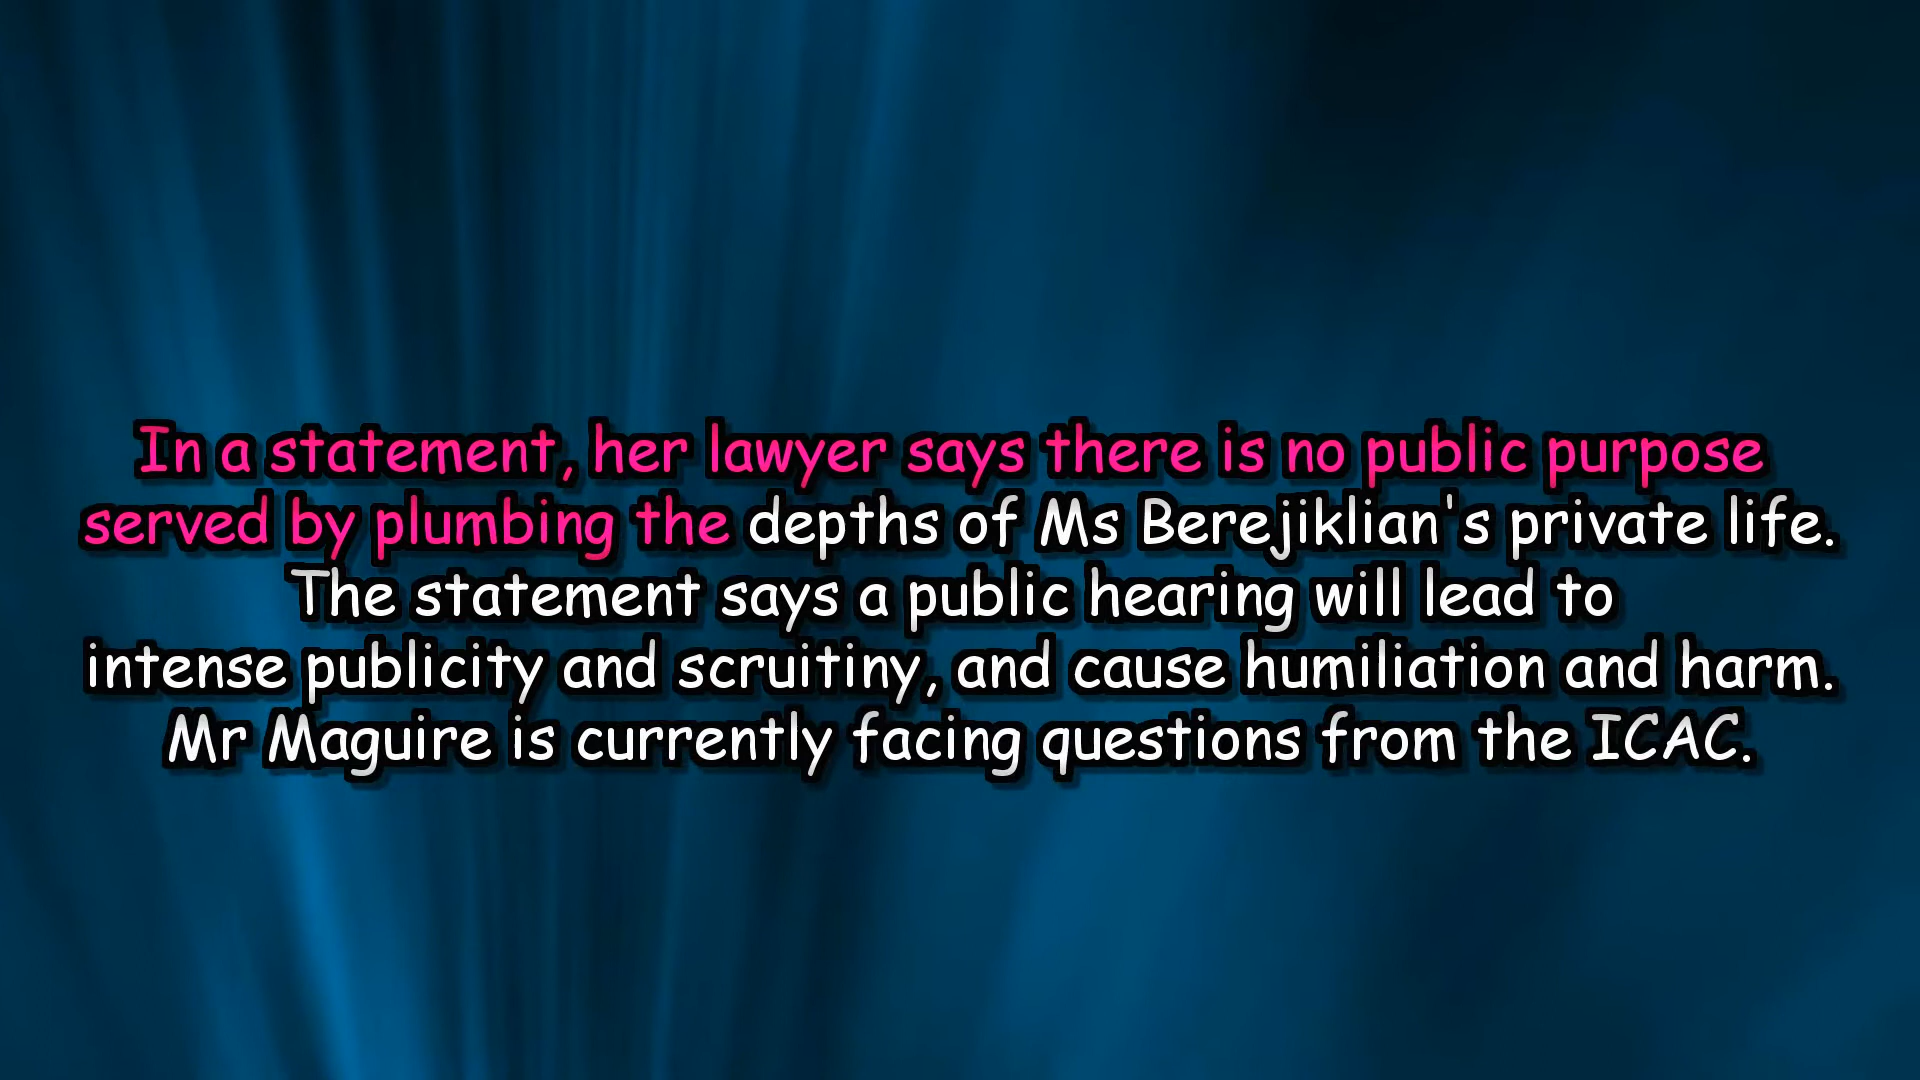 In a statement, her lawyer says there is no public purpose
served by plumbing the depths of Ms Berejiklian's private life.
The statement says a public hearing will lead to
intense publicity and scruitiny, and cause humiliation and harm.
Mr Maguire is currently facing questions from the ICAC.